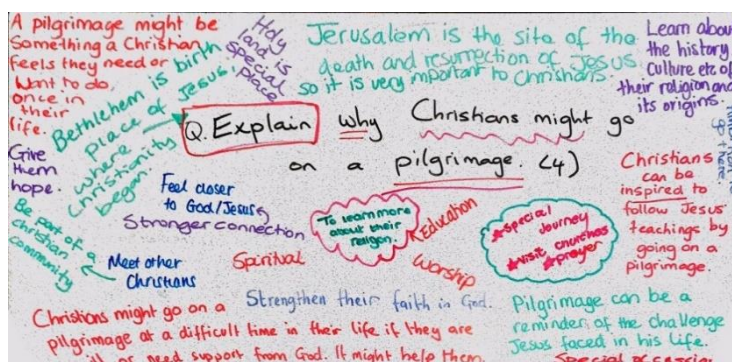 A pilgrimage might be
Something a Christian
feels they need or
Want to do
once in
their
life.
Holy
land is
special
place
Jerusalem is the site of the
death and resurrection of Jesus
so it is very important to Christians.
Learn about
the history
Culture etc of
their religion and
its origins.
Bethlehem is birth
place of Jesus.
where
Christianity
began.
Q. Explain why Christians might go
on a pilgrimage. (4)
Give
them
hope.
Be part of a
christian
community
Feel closer
to God/Jesus
Stronger connection
Meet other
Christians
Spiritual
To learn more
about their
religon.
Education
Worship
special
Journey
visit churches
prayer
Christians
can be
inspired to
follow Jesus
teachings by
going on a
pilgrimage.
Strengthen their faith in God.
Christians might go on a
pilgrimage at a difficult time in their life if they are
ill or need support from God. It might help them
Pilgrimage can be a
reminder of the challenge
Jesus faced in his life.
Special occasion